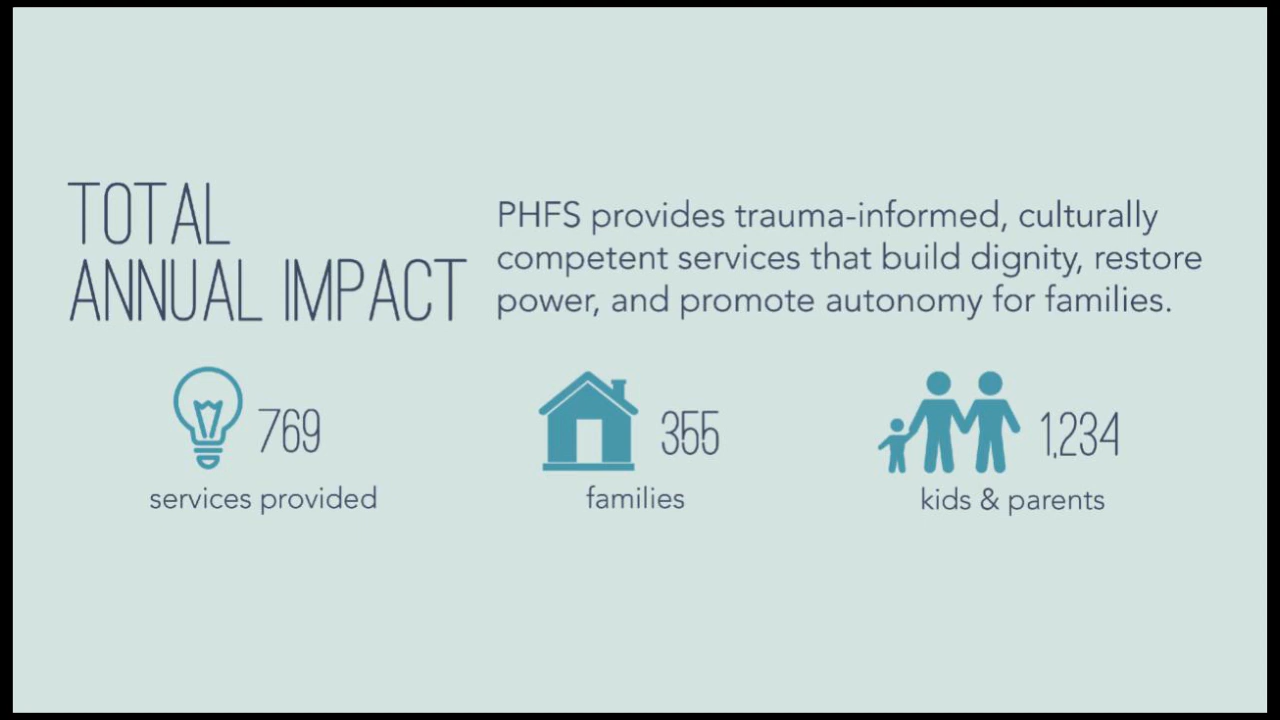 TOTAL
ANNUAL IMPACT
PHFS provides trauma-informed, culturally
competent services that build dignity, restore
power, and promote autonomy for families.
769
services provided
355
families
1,234
kids & parents